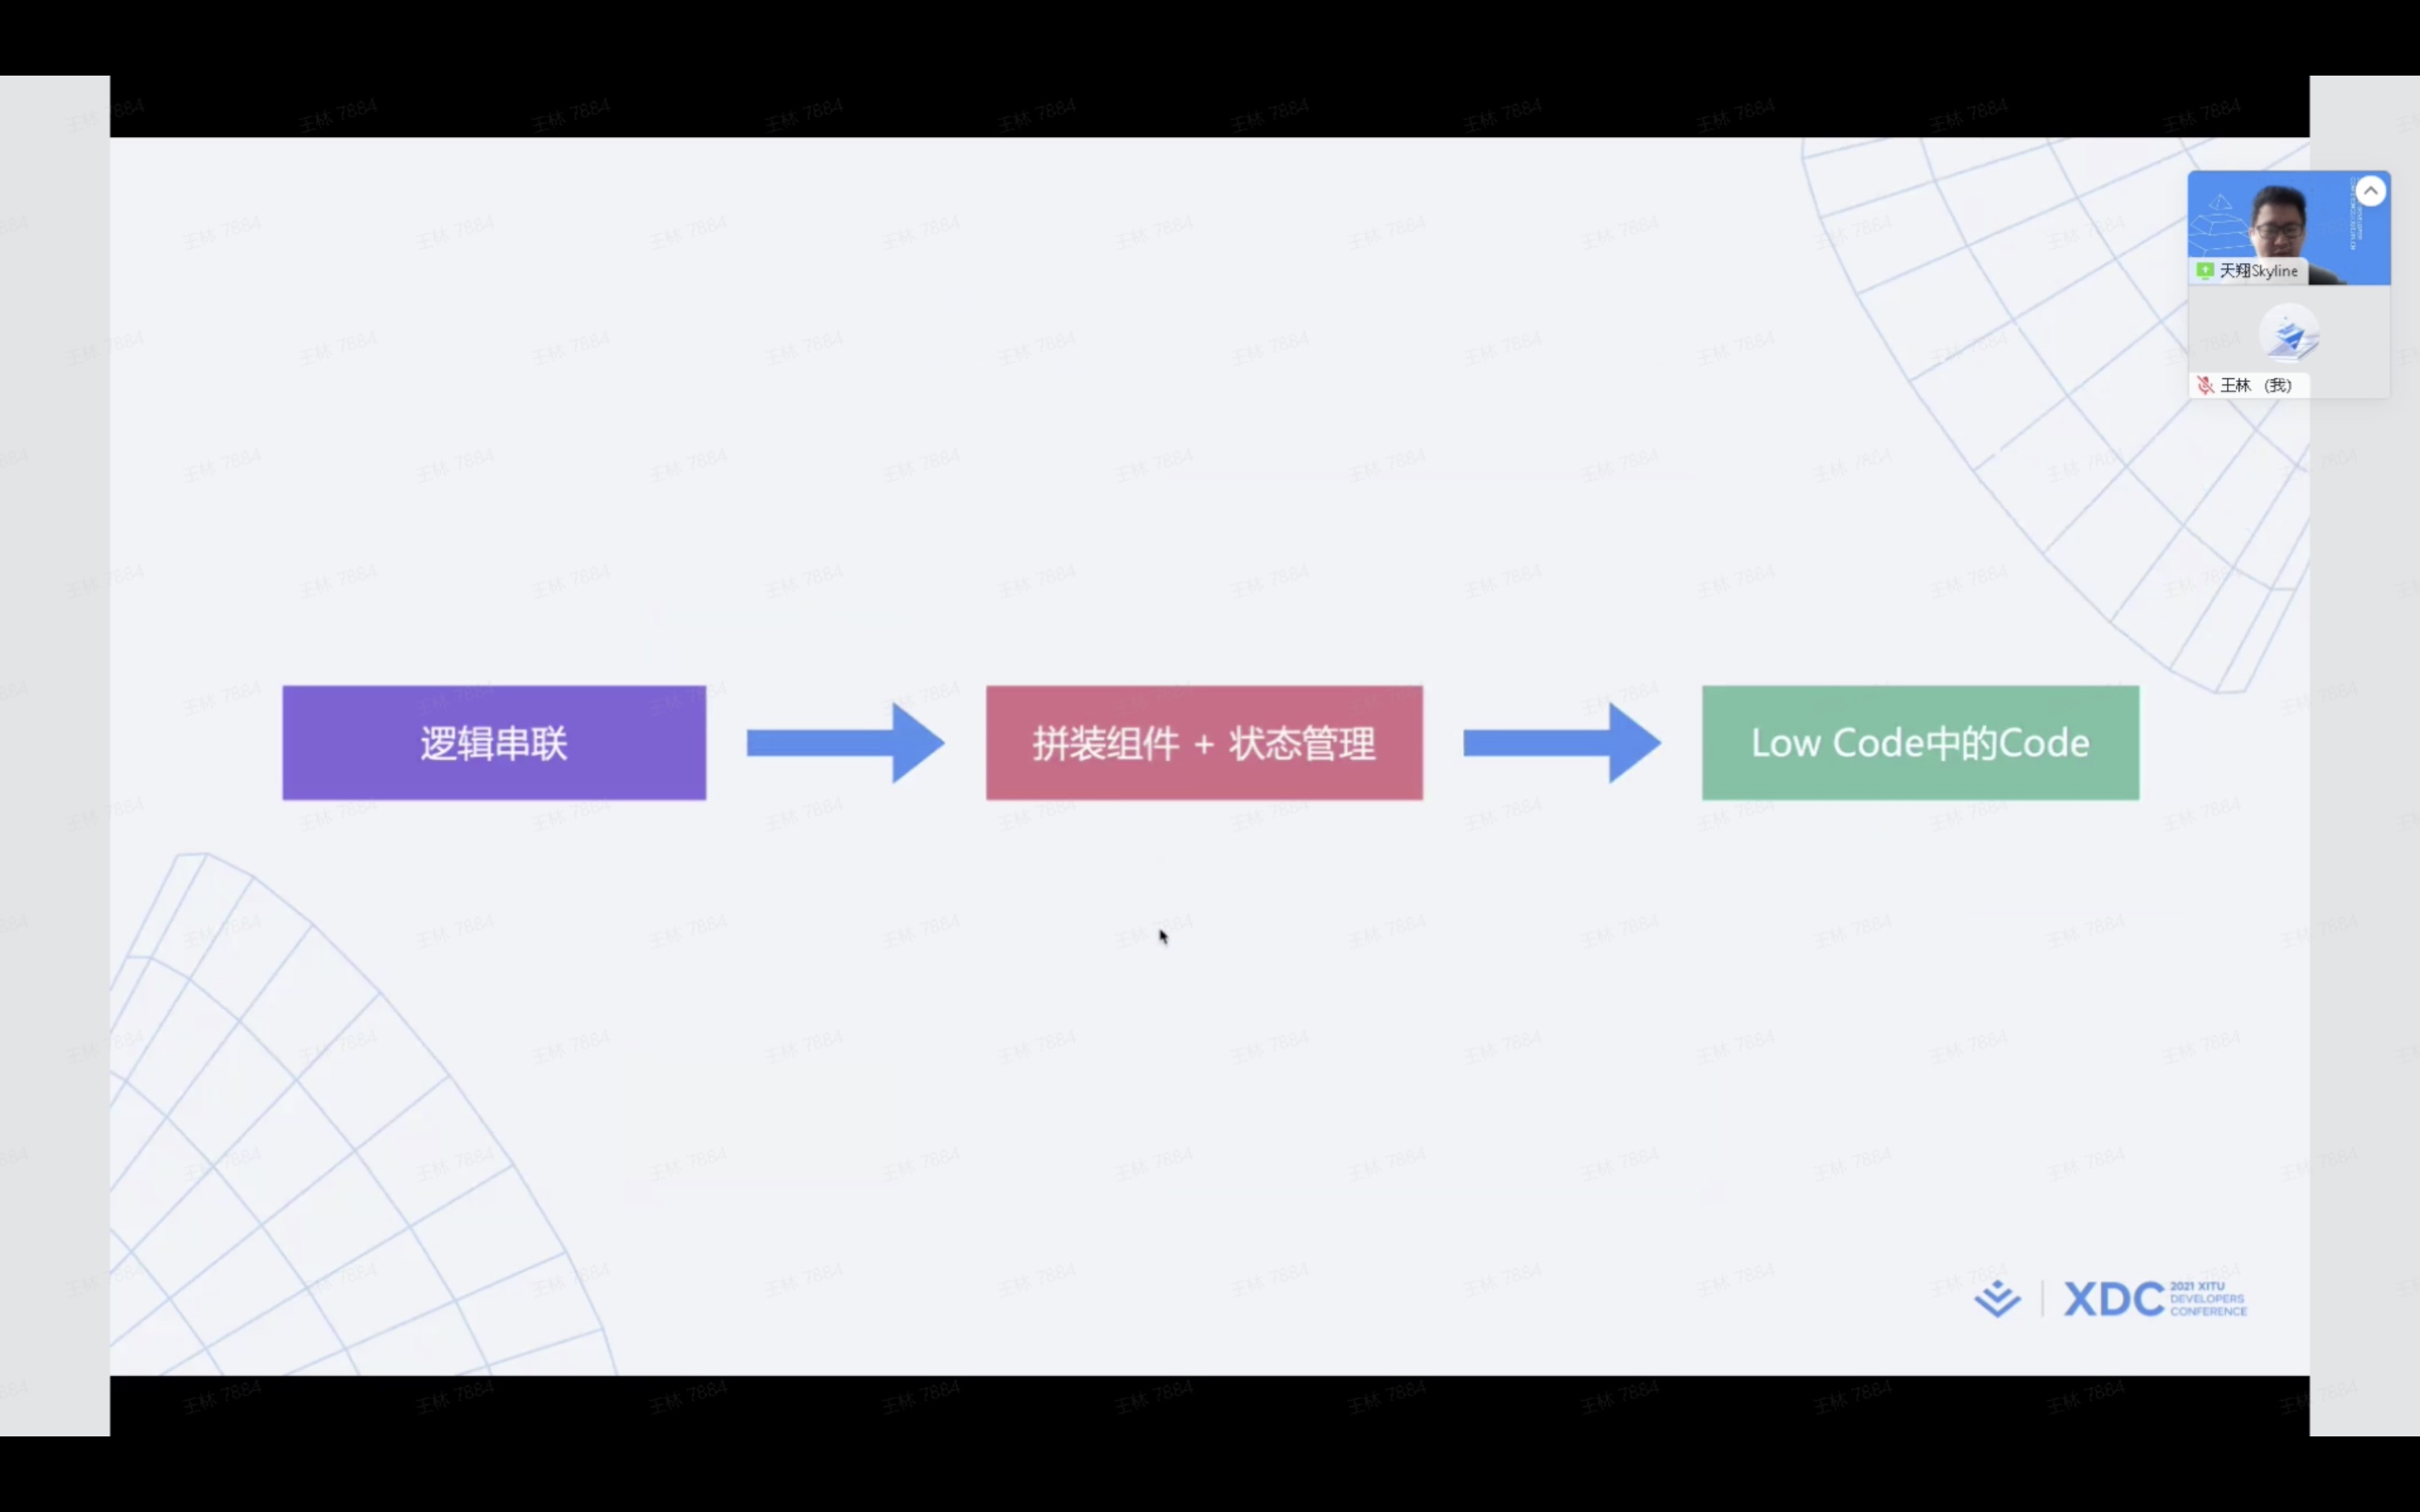 天翔Skyline
王林 (我)
逻辑串联
拼装组件 + 状态管理
Low Code中的Code
XDC
2021 XITU
DEVELOPERS
CONFERENCE
王林 7884